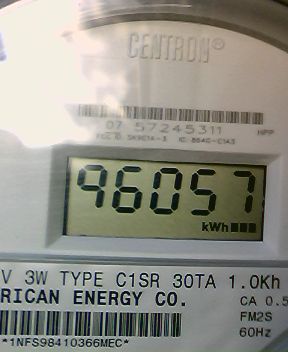 CENTRON®
07 57245311 HPP
96057
kWh
V 3W TYPE C1SR 30TA 1.0Kh
RICAN ENERGY CO.
CA 0.5
FM2S
60Hz
*1NFS98410366MEC*